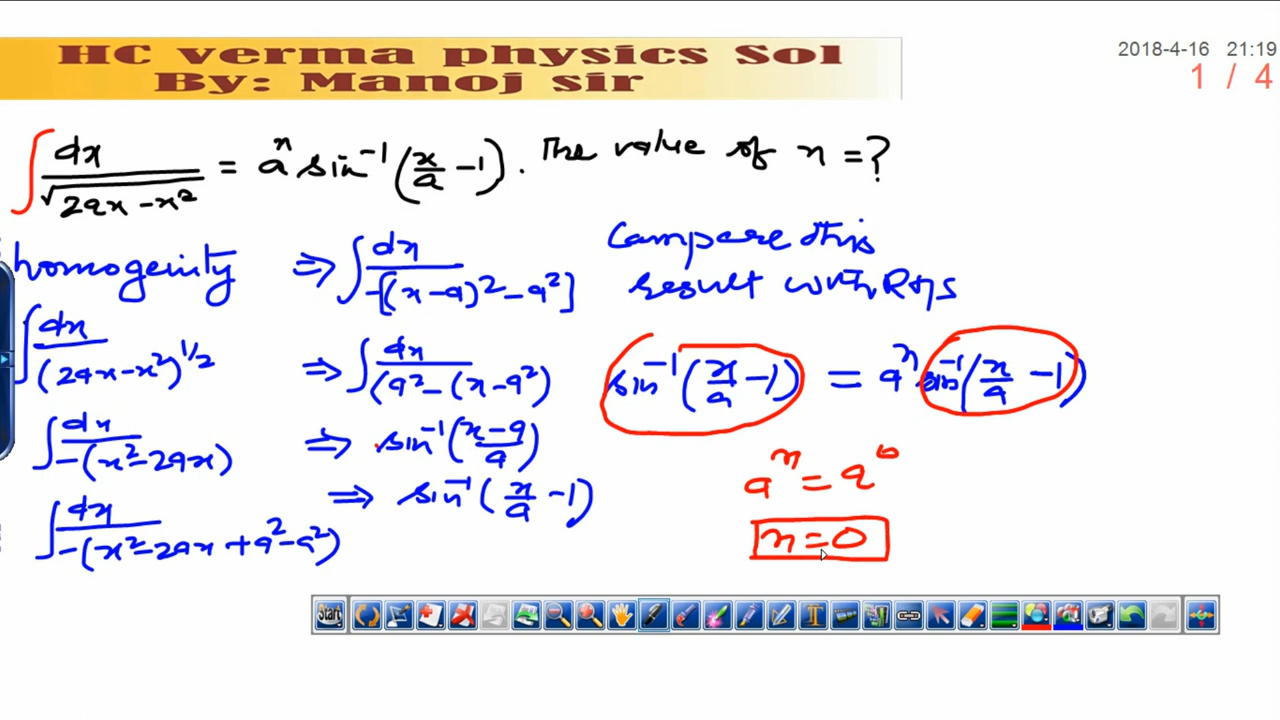 HC verma physics Sol
By: Manoj sir
2018-4-16 21:19
1 / 4
∫ dx / √(2ax - x²) = aⁿ sin⁻¹(x/a - 1). The value of n = ?
homogeinty
∫ dx / (2ax - x²)^1/2
∫ dx / -(x² - 2ax)
∫ dx / -(x² - 2ax + a² - a²)
⇒ ∫ dx / -[(x - a)² - a²]
⇒ ∫ dx / (a² - (x - a²)
⇒ sin⁻¹(x - a / a)
⇒ sin⁻¹(x/a - 1)
Compare this
result with RHS
sin⁻¹(x/a - 1) = aⁿ sin⁻¹(x/a - 1)
aⁿ = a⁰
n = 0
Start